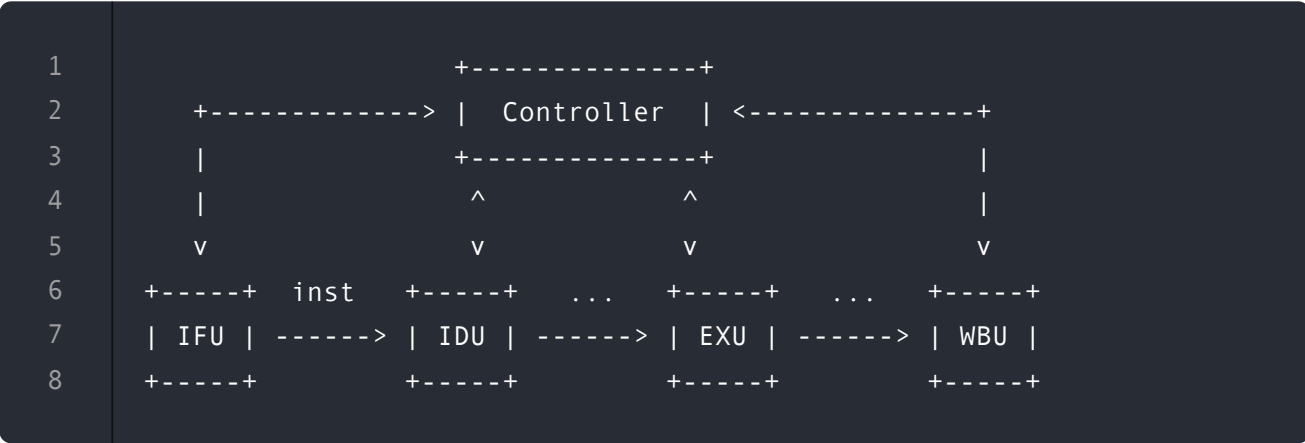 1                      +--------------+
2      +-------------> |  Controller  | <--------------+
3      |               +--------------+                |
4      |                ^            ^                 |
5      v                v            v                 v
6   +-----+  inst   +-----+   ...   +-----+   ...   +-----+
7   | IFU | ------> | IDU | ------> | EXU | ------> | WBU |
8   +-----+         +-----+         +-----+         +-----+